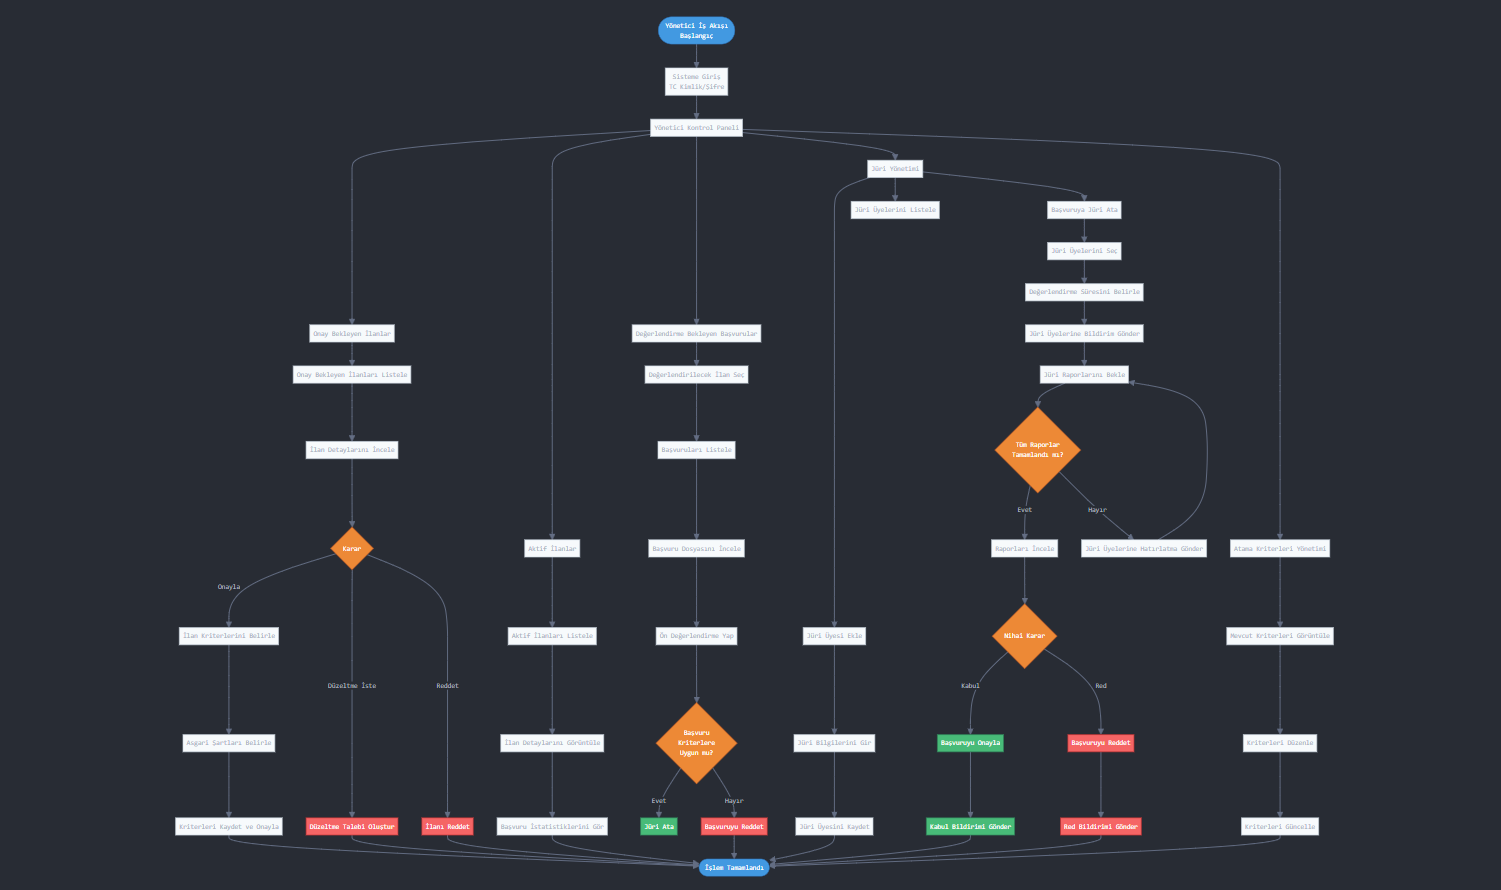 Yönetici İş Akışı
Başlangıç
Sisteme Giriş
TC Kimlik/Şifre
Yönetici Kontrol Paneli
Jüri Yönetimi
Jüri Üyelerini Listele
Başvuruya Jüri Ata
Jüri Üyelerini Seç
Değerlendirme Süresini Belirle
Onay Bekleyen İlanlar
Değerlendirme Bekleyen Başvurular
Jüri Üyelerine Bildirim Gönder
Onay Bekleyen İlanları Listele
Değerlendirilecek İlan Seç
Jüri Raporlarını Bekle
İlan Detaylarını İncele
Başvuruları Listele
Tüm Raporlar
Tamamlandı mı?
Evet
Hayır
Karar
Aktif İlanlar
Başvuru Dosyasını İncele
Raporları İncele
Jüri Üyelerine Hatırlatma Gönder
Atama Kriterleri Yönetimi
Onayla
İlan Kriterlerini Belirle
Aktif İlanları Listele
Ön Değerlendirme Yap
Jüri Üyesi Ekle
Nihai Karar
Mevcut Kriterleri Görüntüle
Düzeltme İste
Reddet
Kabul
Red
Asgari Şartları Belirle
İlan Detaylarını Görüntüle
Başvuru
Kriterlere
Uygun mu?
Jüri Bilgilerini Gir
Başvuruyu Onayla
Başvuruyu Reddet
Kriterleri Düzenle
Evet
Hayır
Kriterleri Kaydet ve Onayla
Düzeltme Talebi Oluştur
İlanı Reddet
Başvuru İstatistiklerini Gör
Jüri Ata
Başvuruyu Reddet
Jüri Üyesini Kaydet
Kabul Bildirimi Gönder
Red Bildirimi Gönder
Kriterleri Güncelle
İşlem Tamamlandı